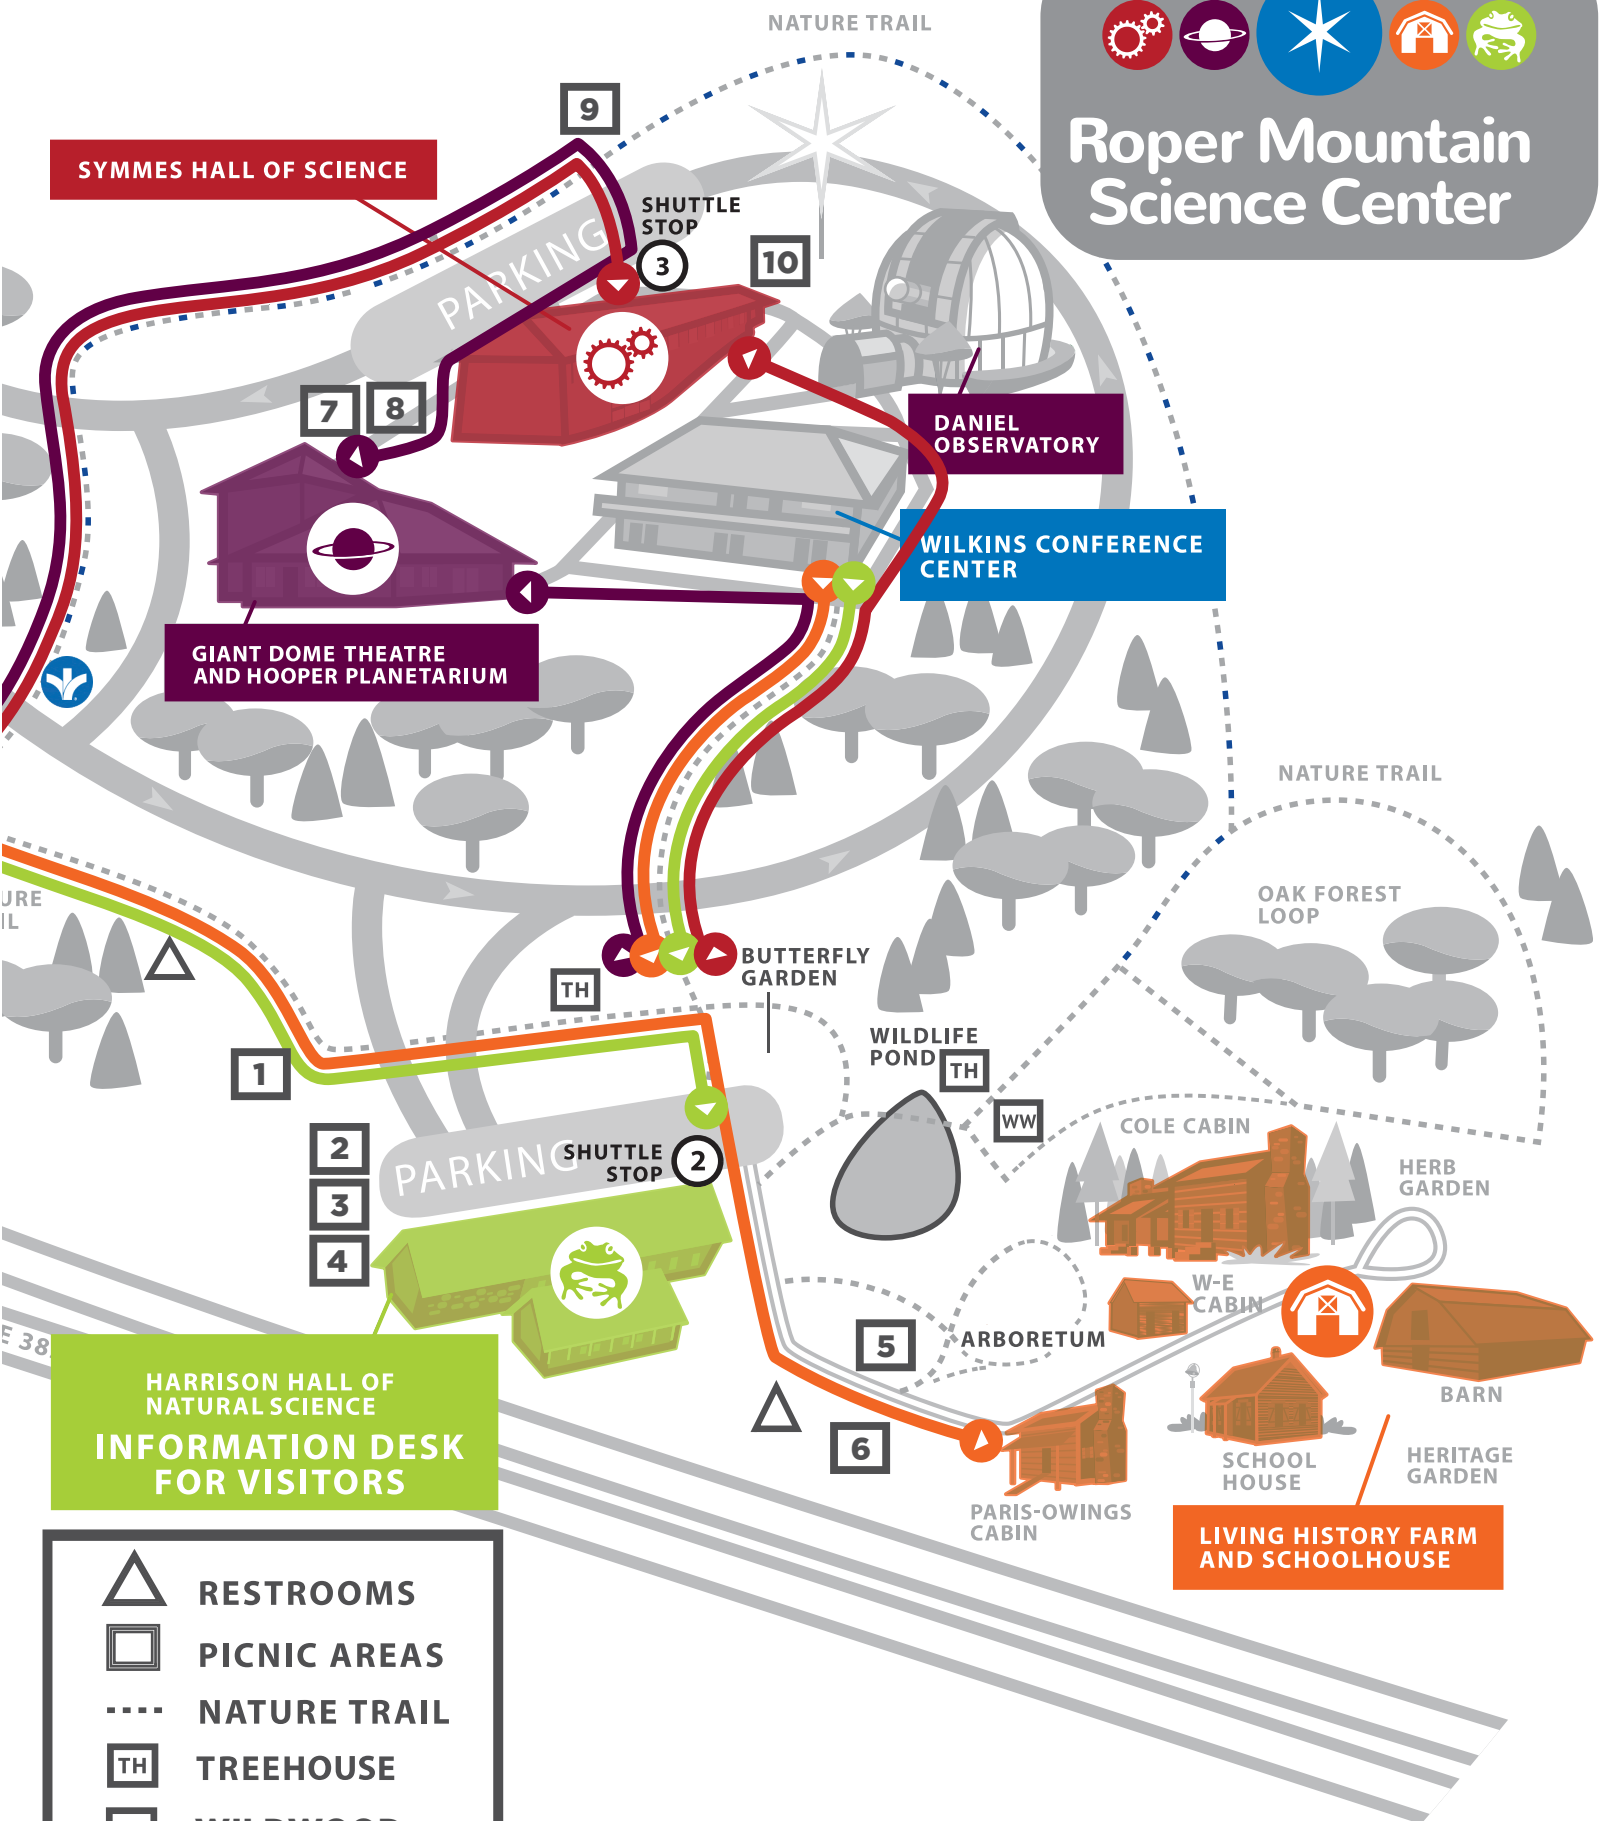 NATURE TRAIL
Roper Mountain
Science Center
9
SYMMES HALL OF SCIENCE
SHUTTLE
STOP
3
10
PARKING
7
8
DANIEL
OBSERVATORY
WILKINS CONFERENCE
CENTER
GIANT DOME THEATRE
AND HOOPER PLANETARIUM
NATURE TRAIL
OAK FOREST
LOOP
URE
IL
BUTTERFLY
GARDEN
TH
WILDLIFE
POND
TH
WW
1
COLE CABIN
2
3
4
PARKING
SHUTTLE
STOP
2
HERB
GARDEN
W-E
CABIN
5
ARBORETUM
E 38
HARRISON HALL OF
NATURAL SCIENCE
INFORMATION DESK
FOR VISITORS
BARN
6
SCHOOL
HOUSE
HERITAGE
GARDEN
PARIS-OWINGS
CABIN
LIVING HISTORY FARM
AND SCHOOLHOUSE
RESTROOMS
PICNIC AREAS
NATURE TRAIL
TH TREEHOUSE
WILDWOOD